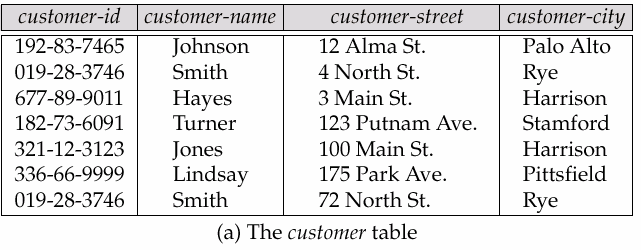 customer-id customer-name customer-street customer-city
192-83-7465 Johnson 12 Alma St. Palo Alto
019-28-3746 Smith 4 North St. Rye
677-89-9011 Hayes 3 Main St. Harrison
182-73-6091 Turner 123 Putnam Ave. Stamford
321-12-3123 Jones 100 Main St. Harrison
336-66-9999 Lindsay 175 Park Ave. Pittsfield
019-28-3746 Smith 72 North St. Rye
(a) The customer table